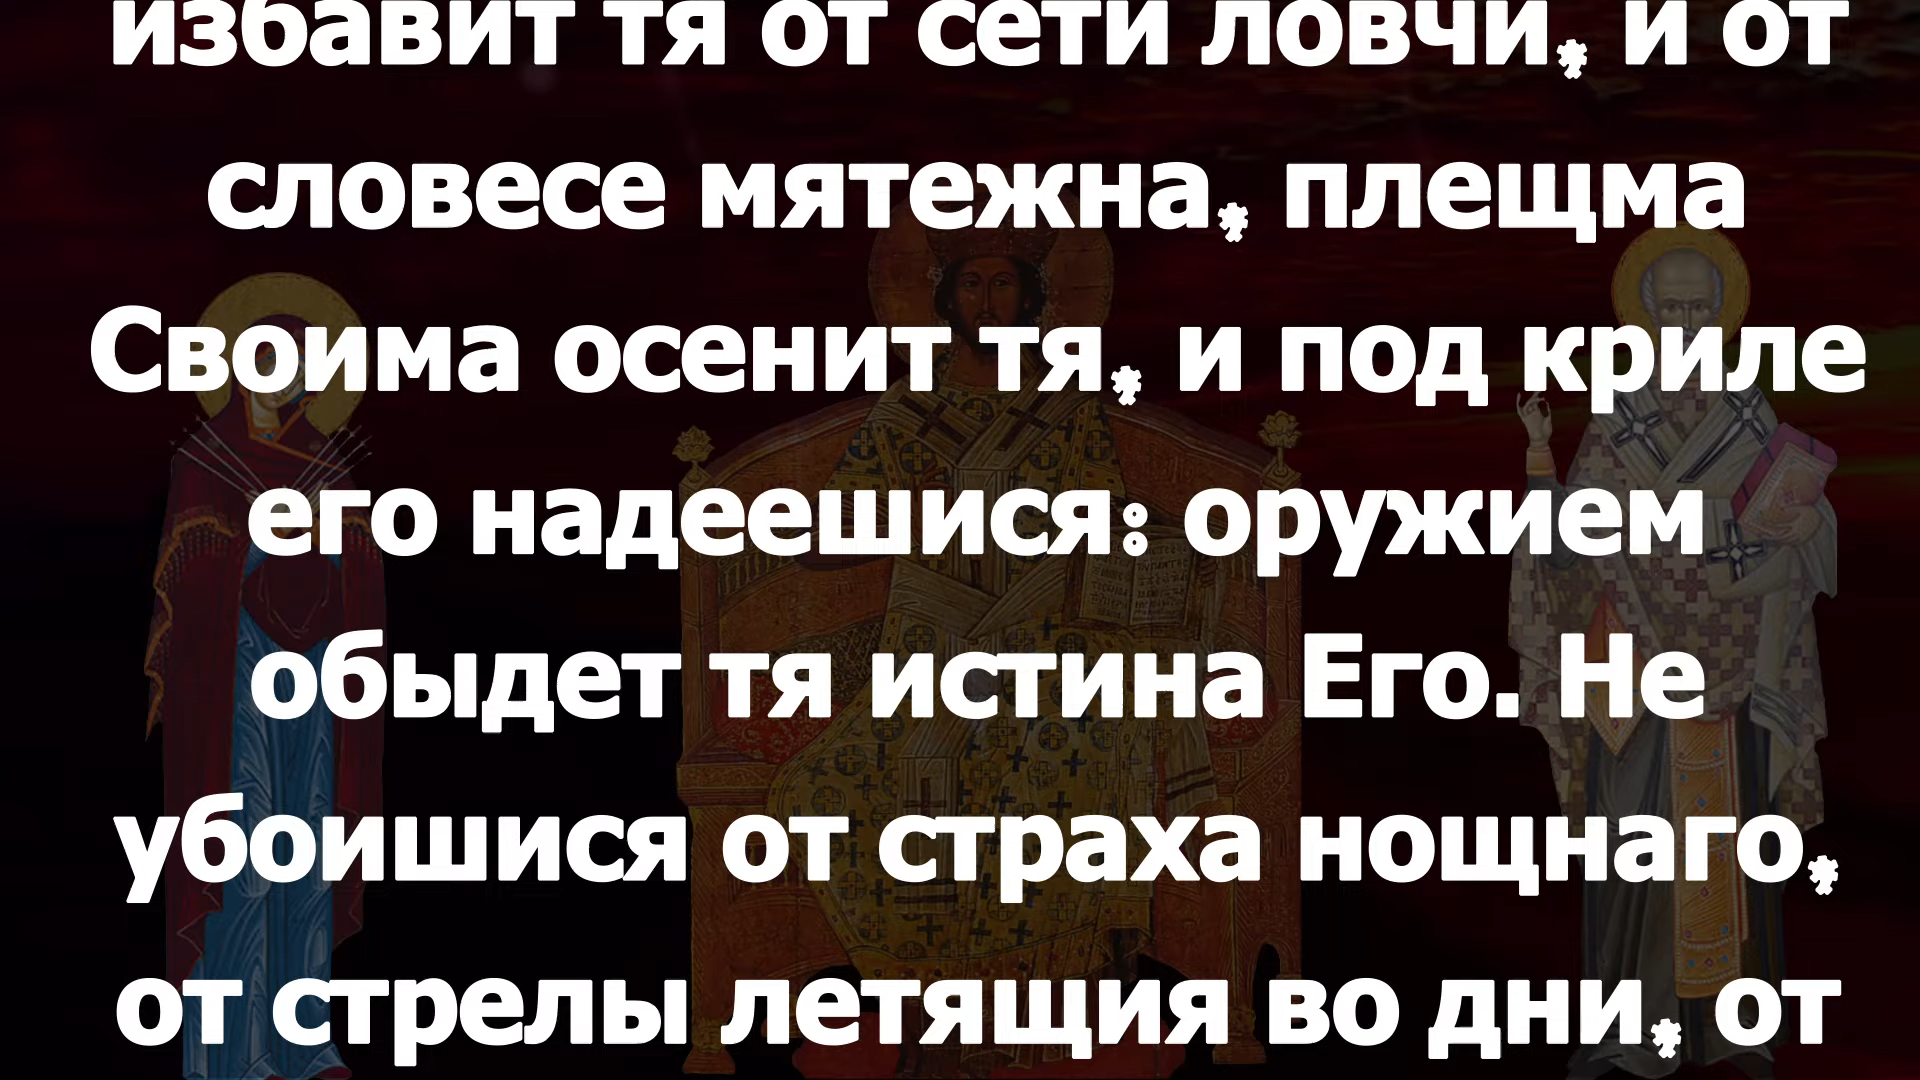 избавит тя от сети ловчи, и от
словесе мятежна, плещма
Своима осенит тя, и под криле
его надеешися: оружием
обыдет тя истина Его. Не
убоишися от страха нощнаго,
от стрелы летящия во дни, от